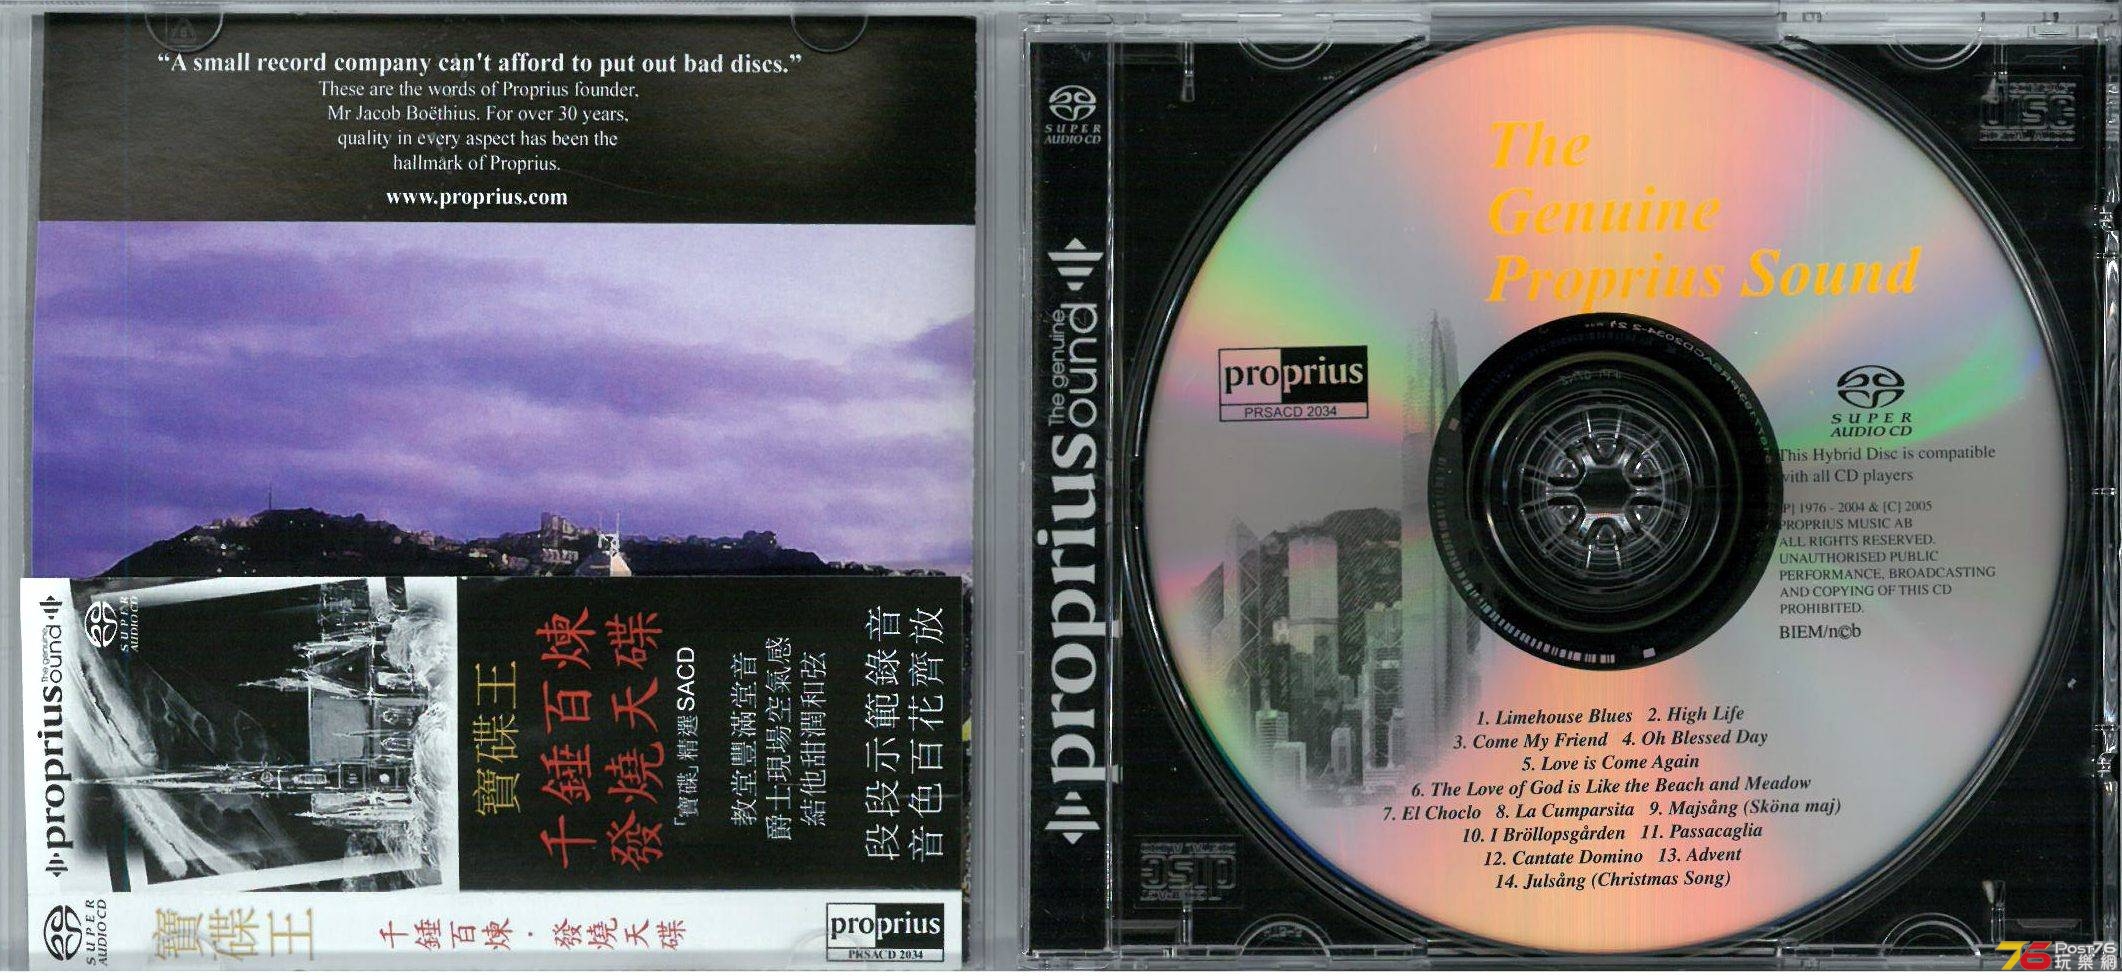 “A small record company can't afford to put out bad discs.”
These are the words of Proprius founder,
Mr Jacob Boëthius. For over 30 years,
quality in every aspect has been the
hallmark of Proprius.
www.proprius.com
proprius
The genuine
Sound
SUPER
AUDIO CD
寶碟王
千錘百煉
發燒天碟
「寶碟」精選SACD
教堂豐滿堂音
爵士現場空氣感
結他甜潤和弦
段段示範錄音
音色百花齊放
SUPER
AUDIO CD
寶碟王
千錘百煉·發燒天碟
proprius
PRSACD 2034
SUPER
AUDIO CD
proprius
The genuine
Sound
The
Genuine
Proprius Sound
proprius
PRSACD 2034
SUPER
AUDIO CD
This Hybrid Disc is compatible
with all CD players
[P] 1976 - 2004 & [C] 2005
PROPRIUS MUSIC AB
ALL RIGHTS RESERVED.
UNAUTHORISED PUBLIC
PERFORMANCE, BROADCASTING
AND COPYING OF THIS CD
PROHIBITED.
BIEM/n©b
1. Limehouse Blues 2. High Life
3. Come My Friend 4. Oh Blessed Day
5. Love is Come Again
6. The Love of God is Like the Beach and Meadow
7. El Choclo 8. La Cumparsita 9. Majsång (Sköna maj)
10. I Bröllopsgården 11. Passacaglia
12. Cantate Domino 13. Advent
14. Julsång (Christmas Song)
76 Post76
玩樂網